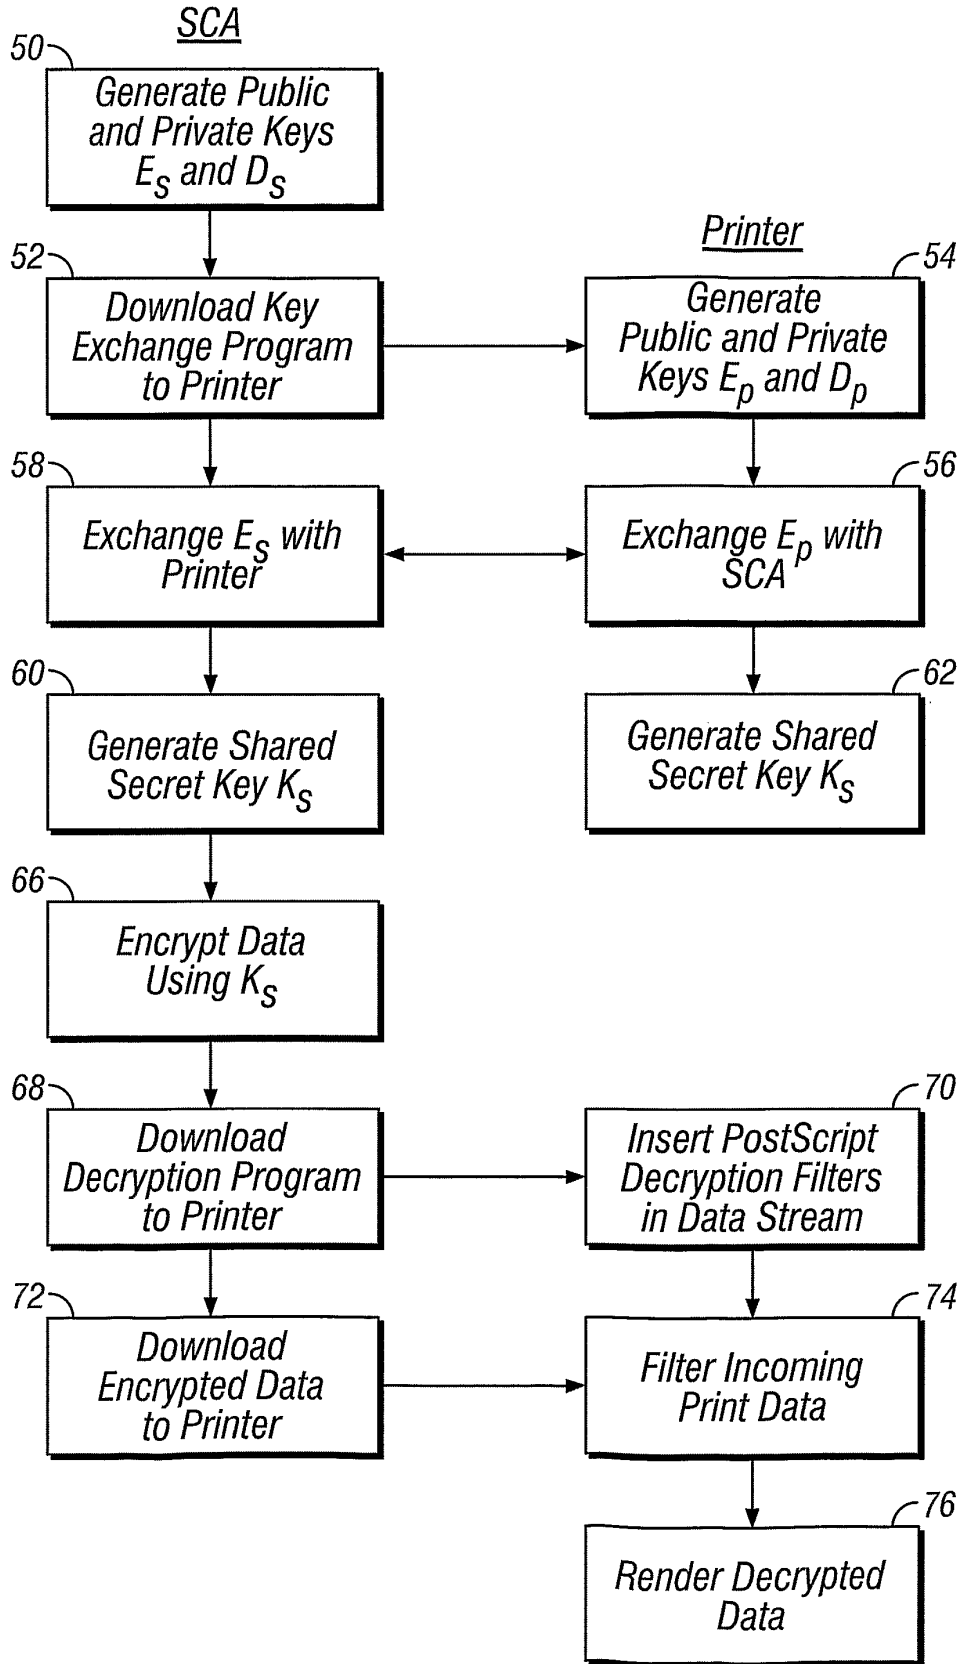 SCA
50
Generate Public
and Private Keys
Es and Ds
Printer
52
Download Key
Exchange Program
to Printer
54
Generate
Public and Private
Keys Ep and Dp
58
Exchange Es with
Printer
56
Exchange Ep with
SCA
60
Generate Shared
Secret Key Ks
62
Generate Shared
Secret Key Ks
66
Encrypt Data
Using Ks
68
Download
Decryption Program
to Printer
70
Insert PostScript
Decryption Filters
in Data Stream
72
Download
Encrypted Data
to Printer
74
Filter Incoming
Print Data
76
Render Decrypted
Data